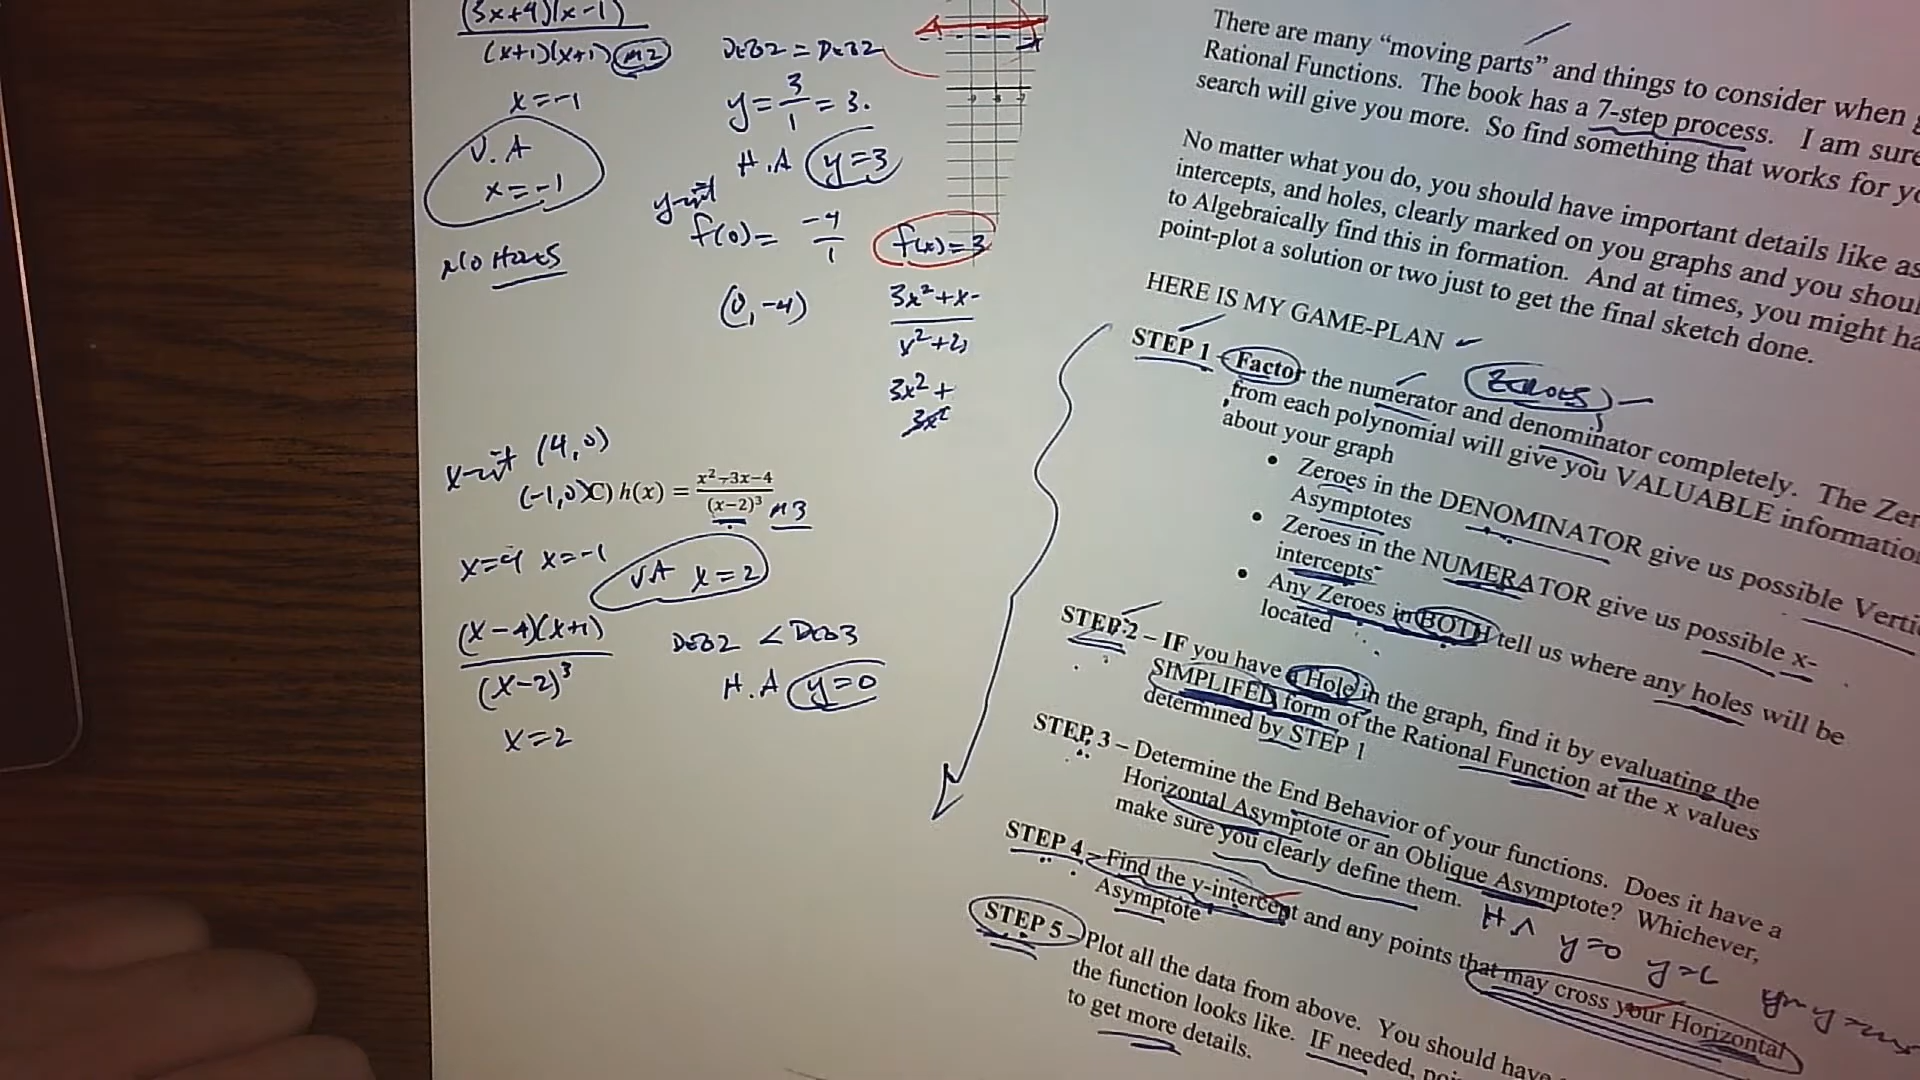 (3x+4)(x-1)
(x+1)(x+1) m2
x=-1
V.A
x=-1
No Holes
DEG2 = DEG2
y=3/1=3.
H.A y=3
y-int
f(0)= -4/1
(0,-4)
f(x)=3
3x²+x-
x²+2x
3x²+
3x²
x-int (4,0)
(-1,0)
C) h(x) = x²-3x-4
(x-2)³ m3
x=4 x=-1
VA x=2
(x-4)(x+1)
(x-2)³
x=2
DEG2 < DEG3
H.A y=0
There are many “moving parts” and things to consider when
Rational Functions. The book has a 7-step process. I am sure
search will give you more. So find something that works for
No matter what you do, you should have important details like
intercepts, and holes, clearly marked on you graphs and you
to Algebraically find this in formation. And at times, you might
point-plot a solution or two just to get the final sketch done.
HERE IS MY GAME-PLAN
ZEROES
STEP 1 – Factor the numerator and denominator completely. The
from each polynomial will give you VALUABLE
about your graph
• Zeroes in the DENOMINATOR give us possible
Asymptotes
• Zeroes in the NUMERATOR give us possible x-
intercepts
• Any Zeroes in BOTH tell us where any holes will be
located
STEP 2 – IF you have a Hole in the graph, find it by evaluating the
SIMPLIFED form of the Rational Function at the x values
determined by STEP 1
STEP 3 – Determine the End Behavior of your functions. Does it have a
Horizontal Asymptote or an Oblique Asymptote? Whichever,
make sure you clearly define them.
HA y=0 y=c
STEP 4 – Find the y-intercept and any points that may cross your Horizontal
Asymptote
STEP 5 – Plot all the data from above. You should have
the function looks like. IF needed,
to get more details.